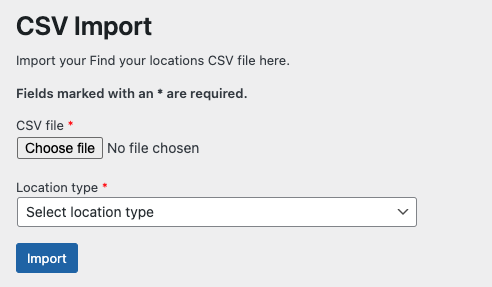 CSV Import
Import your Find your locations CSV file here.
Fields marked with an * are required.
CSV file *
Choose file No file chosen
Location type *
Select location type
Import